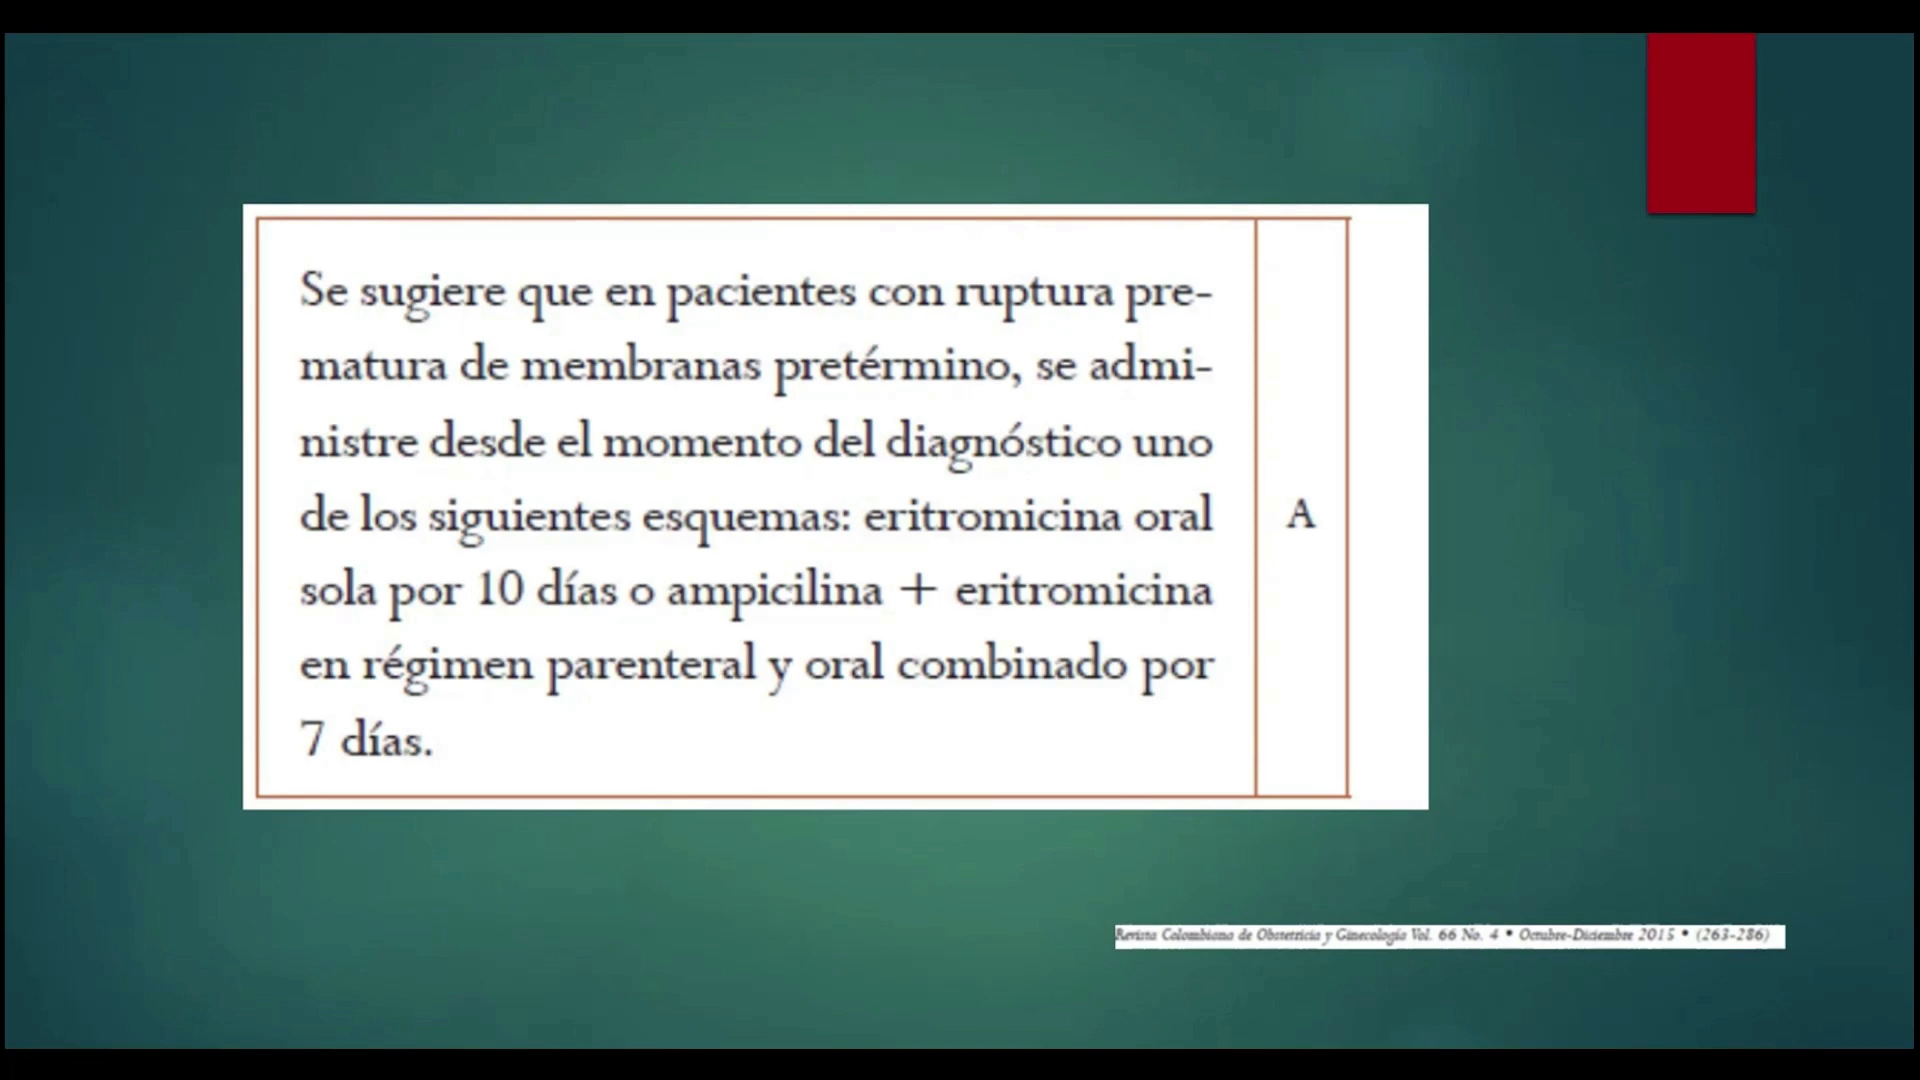 Se sugiere que en pacientes con ruptura pre-
matura de membranas pretérmino, se admi-
nistre desde el momento del diagnóstico uno
de los siguientes esquemas: eritromicina oral
sola por 10 días o ampicilina + eritromicina
en régimen parenteral y oral combinado por
7 días.
A
Revista Colombiana de Obstetricia y Ginecología Vol. 66 No. 4 • Octubre-Diciembre 2015 • (263-286)